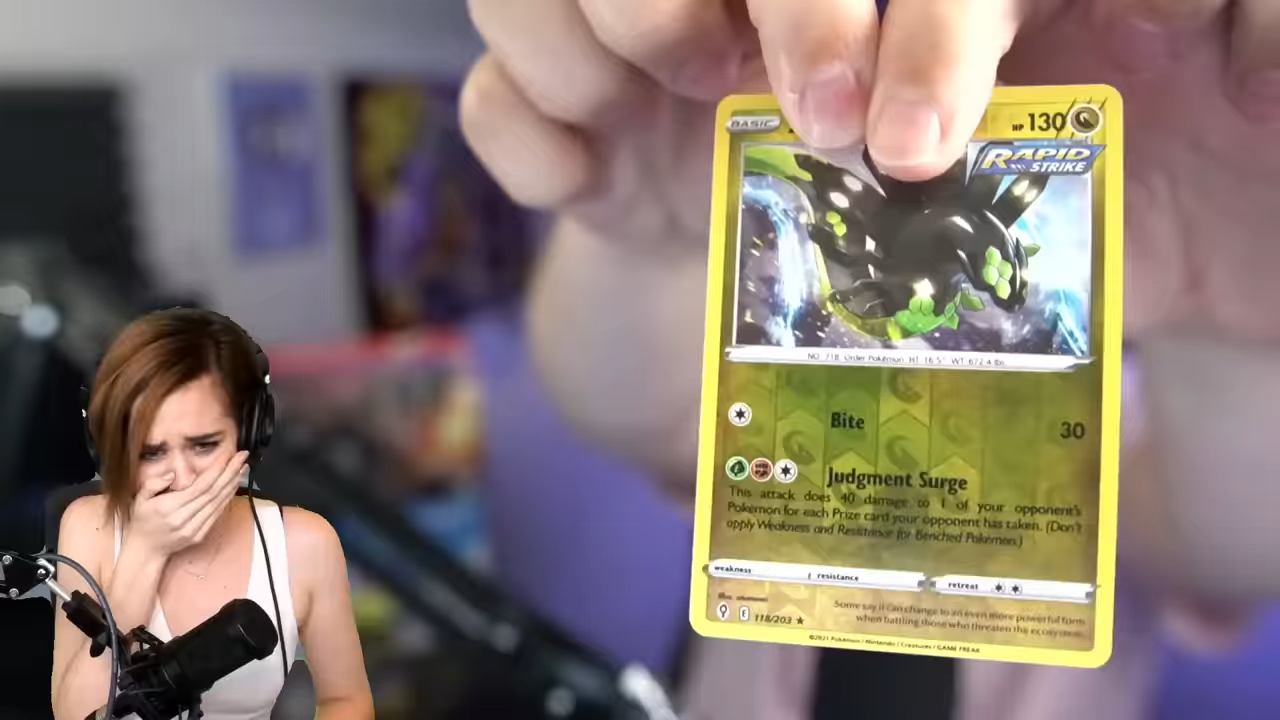 BASIC
HP 130
RAPID
STRIKE
NO. 718 Order Pokémon HT: 16'5" WT: 672.4 lbs.
Bite 30
Judgment Surge
This attack does 40 damage to 1 of your opponent's
Pokémon for each Prize card your opponent has taken. (Don't
apply Weakness and Resistance for Benched Pokémon.)
weakness resistance retreat
Illus.
E 118/203 ★
Some say it can change to an even more powerful form
when battling those who threaten the ecosystem.
©2021 Pokémon / Nintendo / Creatures / GAME FREAK